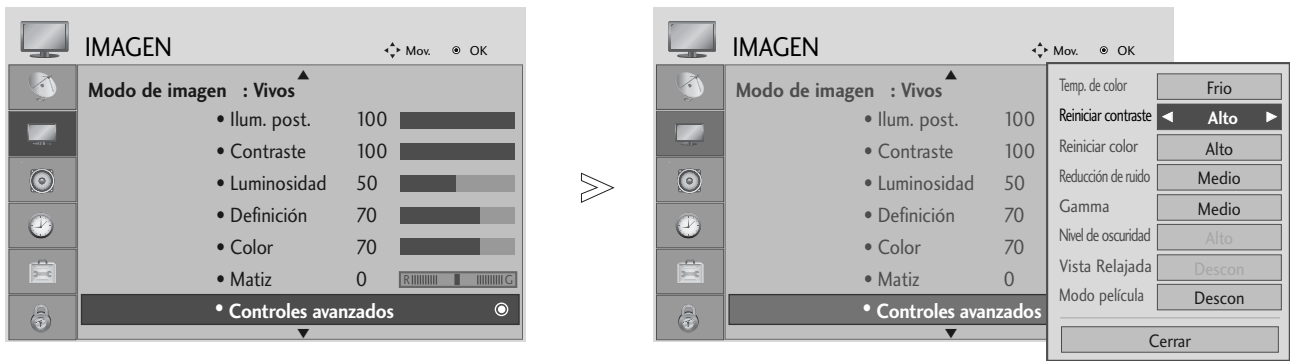 IMAGEN Mov. OK
Modo de imagen : Vivos
• Ilum. post. 100
• Contraste 100
• Luminosidad 50
• Definición 70
• Color 70
• Matiz 0 R G
• Controles avanzados
IMAGEN Mov. OK
Modo de imagen : Vivos
• Ilum. post. 100
• Contraste 100
• Luminosidad 50
• Definición 70
• Color 70
• Matiz 0
• Controles avanzados
Temp. de color Frio
Reiniciar contraste Alto
Reiniciar color Alto
Reducción de ruido Medio
Gamma Medio
Nivel de oscuridad Alto
Vista Relajada Descon
Modo película Descon
Cerrar